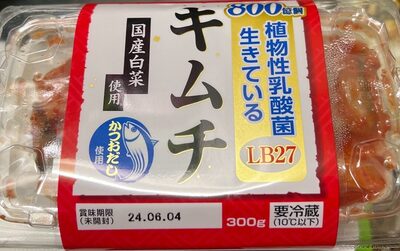 800億個
植物性乳酸菌
生きている
LB27
キムチ
国産白菜
使用
かつおだし
使用
賞味期限
(未開封)
24.06.04
300g
要冷蔵
(10℃以下)